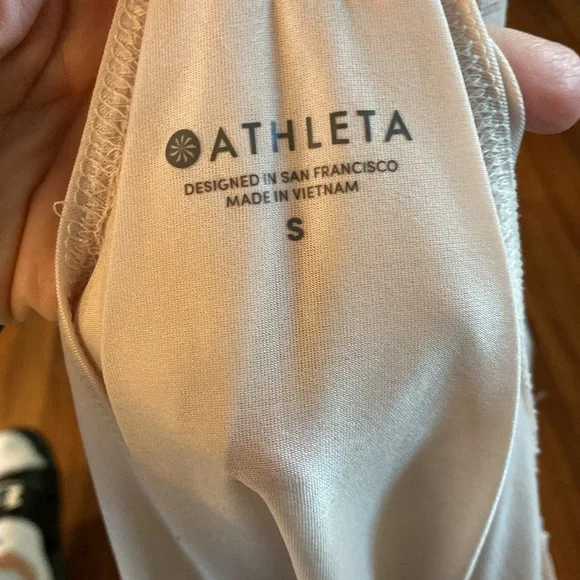 ATHLETA
DESIGNED IN SAN FRANCISCO
MADE IN VIETNAM
S